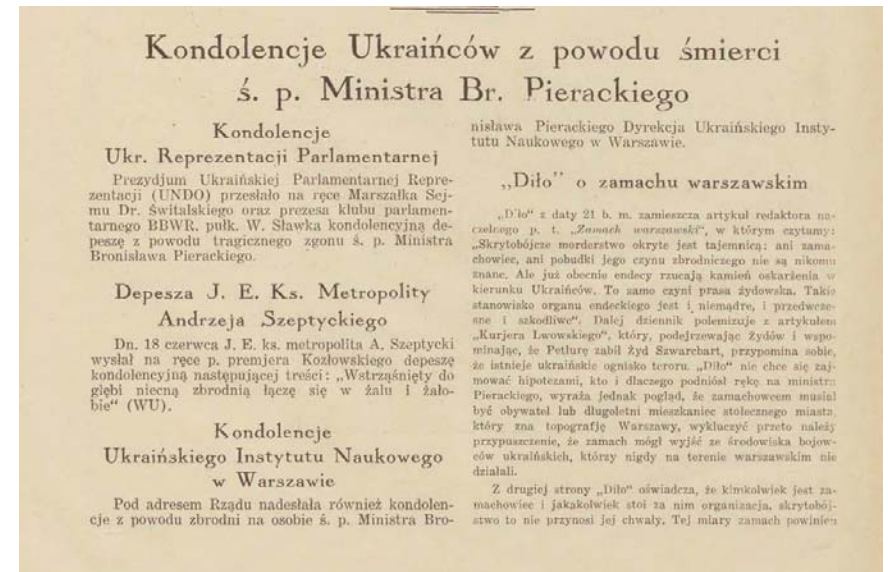 Kondolencje Ukraińców z powodu śmierci
ś. p. Ministra Br. Pierackiego
Kondolencje
Ukr. Reprezentacji Parlamentarnej
Prezydjum Ukraińskiej Parlamentarnej Repre-
zentacji (UNDO) przesłało na ręce Marszałka Sej-
mu Dr. Świtalskiego oraz prezesa klubu parlamen-
tarnego BBWR. pułk. W. Sławka kondolencyjną de-
peszę z powodu tragicznego zgonu ś. p. Ministra
Bronisława Pierackiego.
Depesza J. E. Ks. Metropolity
Andrzeja Szeptyckiego
Dn. 18 czerwca J. E. ks. metropolita A. Szeptycki
wysłał na ręce p. premjera Kozłowskiego depeszę
kondolencyjną następującej treści: „Wstrząśnięty do
głębi niecną zbrodnią łączę się w żalu i żało-
bie“ (WU).
Kondolencje
Ukraińskiego Instytutu Naukowego
w Warszawie
Pod adresem Rządu nadesłała również kondolen-
cje z powodu zbrodni na osobie ś. p. Ministra Bro-
nisława Pierackiego Dyrekcja Ukraińskiego Insty-
tutu Naukowego w Warszawie.
„Diło” o zamachu warszawskim
„Diło“ z daty 21 b. m. zamieszcza artykuł redaktora na-
czelnego p. t. „Zamach warszawski“, w którym czytamy:
„Skrytobójcze morderstwo okryte jest tajemnicą: ani zama-
chowiec, ani pobudki jego czynu zbrodniczego nie są nikomu
znane. Ale już obecnie endecy rzucają kamień oskarżenia w
kierunku Ukraińców. To samo czyni prasa żydowska. Takie
stanowisko organu endeckiego jest i niemądre, i przedwcze-
sne i szkodliwe“. Dalej dziennik polemizuje z artykułem
„Kurjera Lwowskiego“, który, podejrzewając Żydów i wspo-
minając, że Petlurę zabił Żyd Szwarcbart, przypomina sobie,
że istnieje ukraińskie ognisko teroru. „Diło“ nie chce się zaj-
mować hipotezami, kto i dlaczego podniósł rękę na ministra
Pierackiego, wyraża jednak pogląd, że zamachowcem musiał
być obywatel lub długoletni mieszkaniec stołecznego miasta,
który zna topografję Warszawy, wykluczyć przeto należy
przypuszczenie, że zamach mógł wyjść ze środowiska bojow-
ców ukraińskich, którzy nigdy na terenie warszawskim nie
działali.
Z drugiej strony „Diło“ oświadcza, że kimkolwiek jest za-
machowiec i jakakolwiek stoi za nim organizacja, skrytobój-
stwo to nie przynosi jej chwały. Tej miary zamach powinien